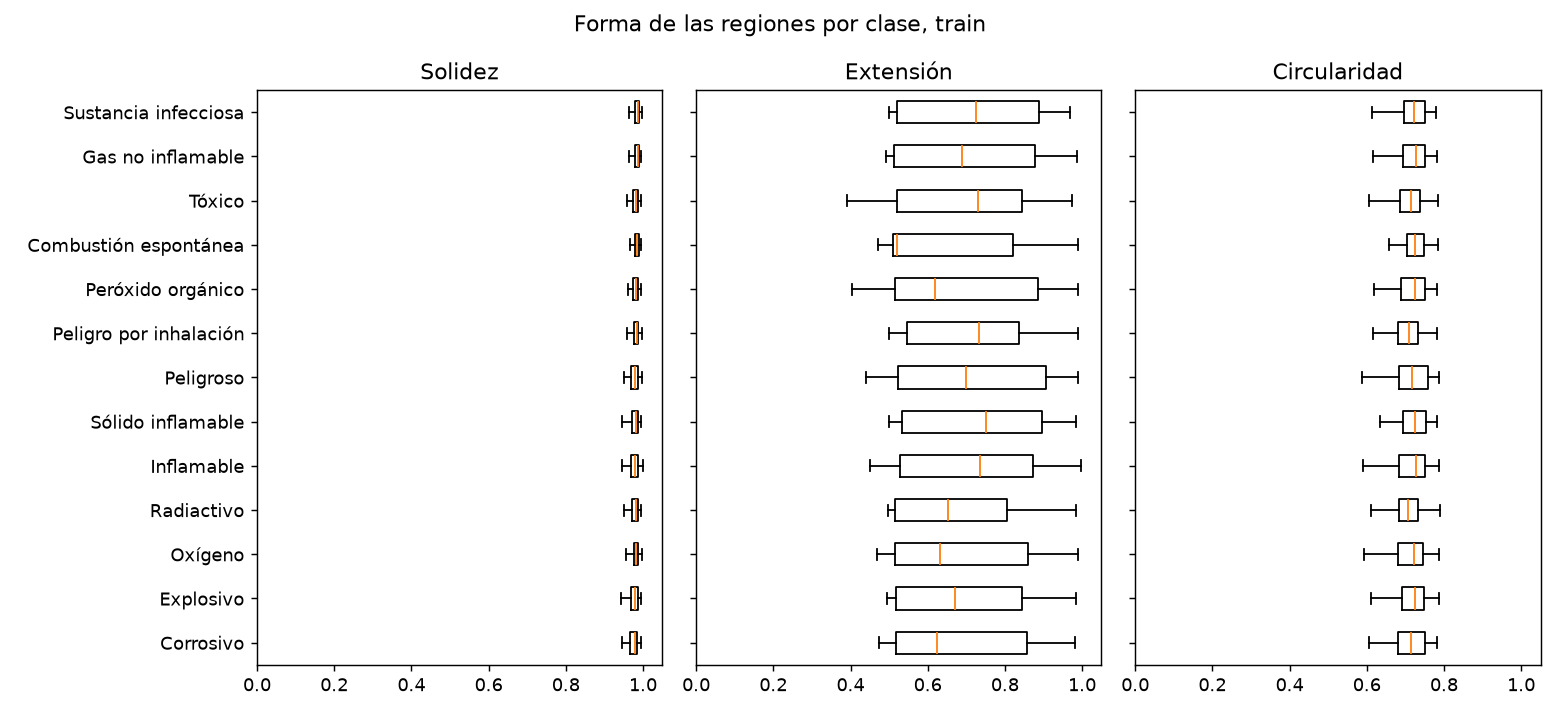 Forma de las regiones por clase, train
Solidez
Extensión
Circularidad
Sustancia infecciosa
Gas no inflamable
Tóxico
Combustión espontánea
Peróxido orgánico
Peligro por inhalación
Peligroso
Sólido inflamable
Inflamable
Radiactivo
Oxígeno
Explosivo
Corrosivo
0.0 0.2 0.4 0.6 0.8 1.0
0.0 0.2 0.4 0.6 0.8 1.0
0.0 0.2 0.4 0.6 0.8 1.0